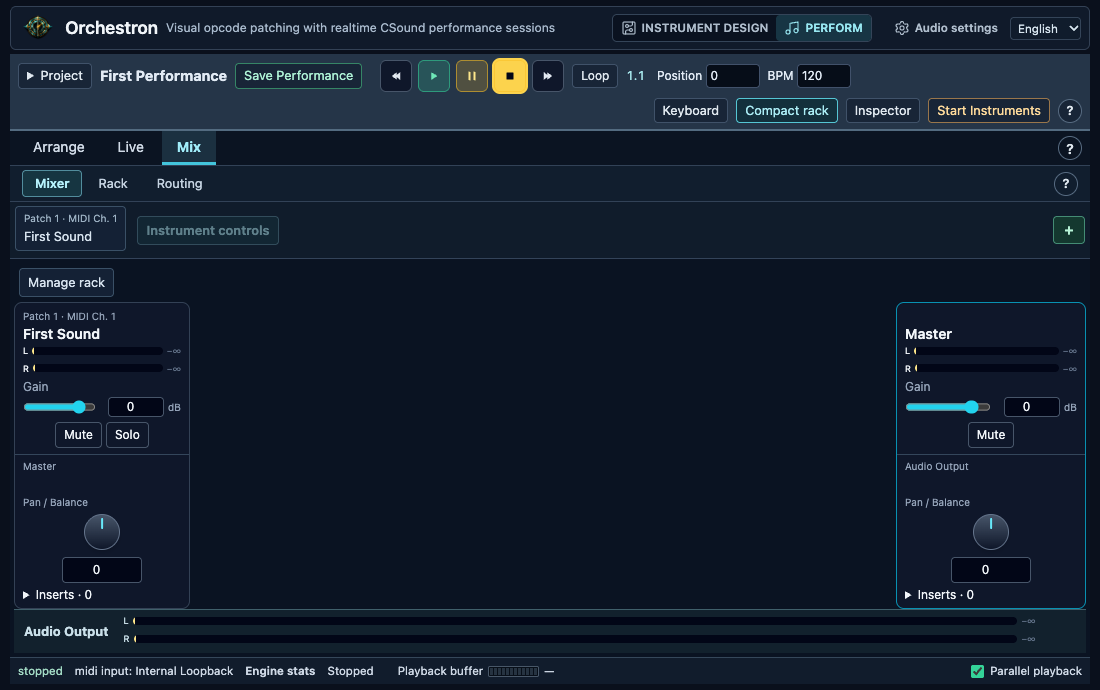 Orchestron Visual opcode patching with realtime CSound performance sessions INSTRUMENT DESIGN PERFORM Audio settings English
Project First Performance Save Performance Loop 1.1 Position 0 BPM 120
Keyboard Compact rack Inspector Start Instruments ?
Arrange Live Mix ?
Mixer Rack Routing ?
Patch 1 · MIDI Ch. 1
First Sound
Instrument controls +
Manage rack
Patch 1 · MIDI Ch. 1
First Sound
L -∞
R -∞
Gain
0 dB
Mute Solo
Master
Pan / Balance
0
Inserts · 0
Master
L -∞
R -∞
Gain
0 dB
Mute
Audio Output
Pan / Balance
0
Inserts · 0
Audio Output
L -∞
R -∞
stopped midi input: Internal Loopback Engine stats Stopped Playback buffer — Parallel playback